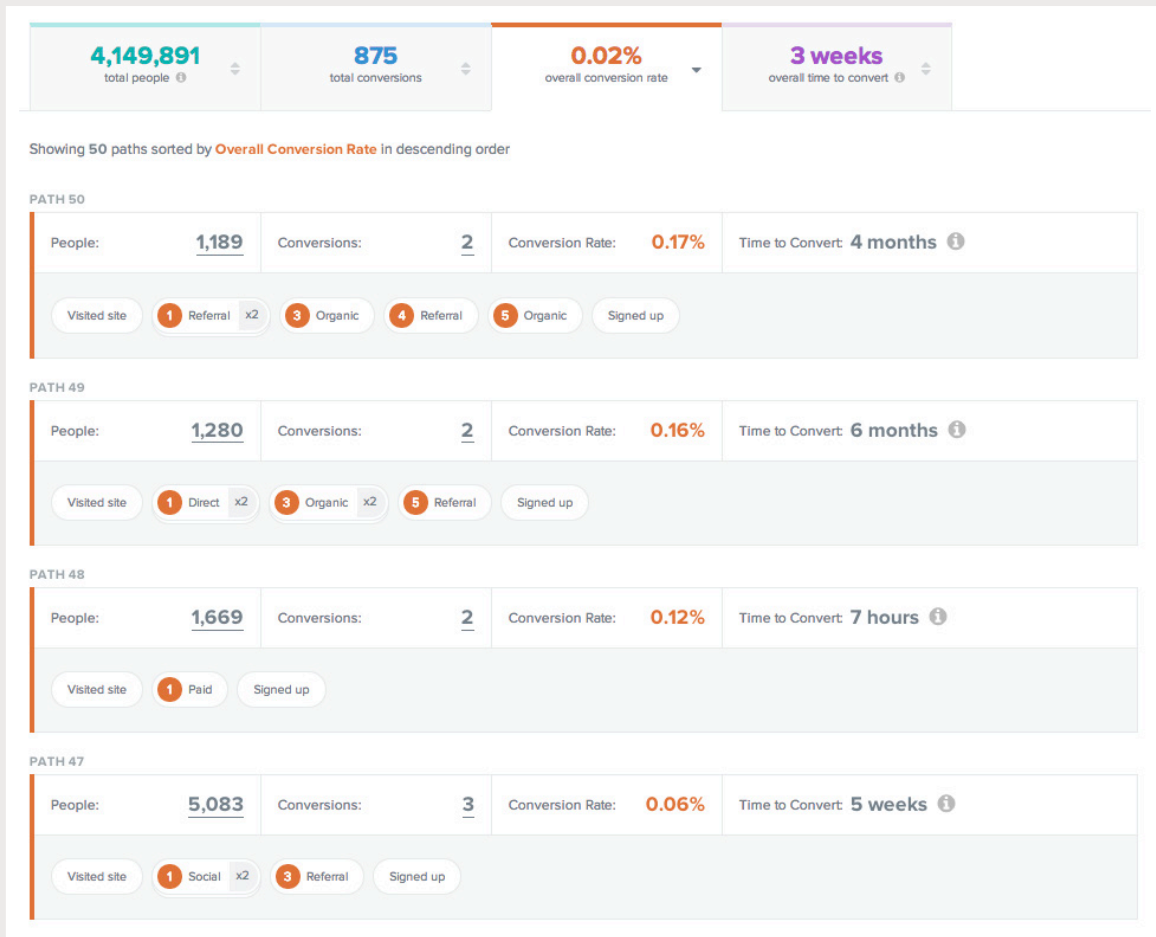 4,149,891 875 0.02% 3 weeks
total people total conversions overall conversion rate overall time to convert
Showing 50 paths sorted by Overall Conversion Rate in descending order
PATH 50
People: 1,189 Conversions: 2 Conversion Rate: 0.17% Time to Convert: 4 months
Visited site 1 Referral x2 3 Organic 4 Referral 5 Organic Signed up
PATH 49
People: 1,280 Conversions: 2 Conversion Rate: 0.16% Time to Convert: 6 months
Visited site 1 Direct x2 3 Organic x2 5 Referral Signed up
PATH 48
People: 1,669 Conversions: 2 Conversion Rate: 0.12% Time to Convert: 7 hours
Visited site 1 Paid Signed up
PATH 47
People: 5,083 Conversions: 3 Conversion Rate: 0.06% Time to Convert: 5 weeks
Visited site 1 Social x2 3 Referral Signed up